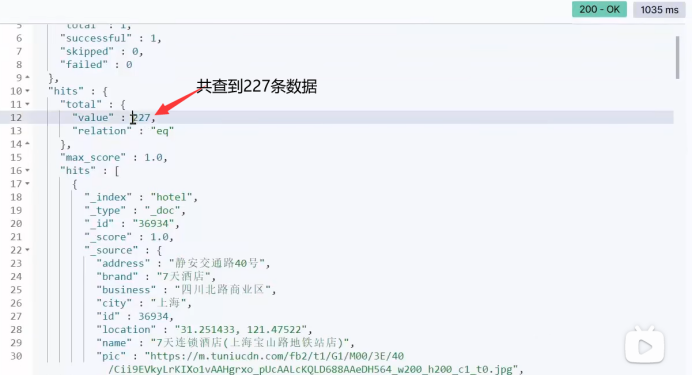 200 - OK 1035 ms
5 "total" : 1,
6 "successful" : 1,
7 "skipped" : 0,
8 "failed" : 0
9 },
10 "hits" : {
共查到227条数据
11 "total" : {
12 "value" : 227,
13 "relation" : "eq"
14 },
15 "max_score" : 1.0,
16 "hits" : [
17 {
18 "_index" : "hotel",
19 "_type" : "_doc",
20 "_id" : "36934",
21 "_score" : 1.0,
22 "_source" : {
23 "address" : "静安交通路40号",
24 "brand" : "7天酒店",
25 "business" : "四川北路商业区",
26 "city" : "上海",
27 "id" : 36934,
28 "location" : "31.251433, 121.47522",
29 "name" : "7天连锁酒店(上海宝山路地铁站店)",
30 "pic" : "https://m.tuniucdn.com/fb2/t1/G1/M00/3E/40
/Cii9EVkyLrKIXo1vAAHgrxo_pUcAALcKQLD688AAeDH564_w200_h200_c1_t0.jpg",